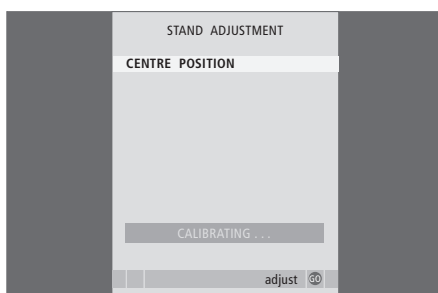 STAND ADJUSTMENT
CENTRE POSITION
CALIBRATING . . .
adjust GO